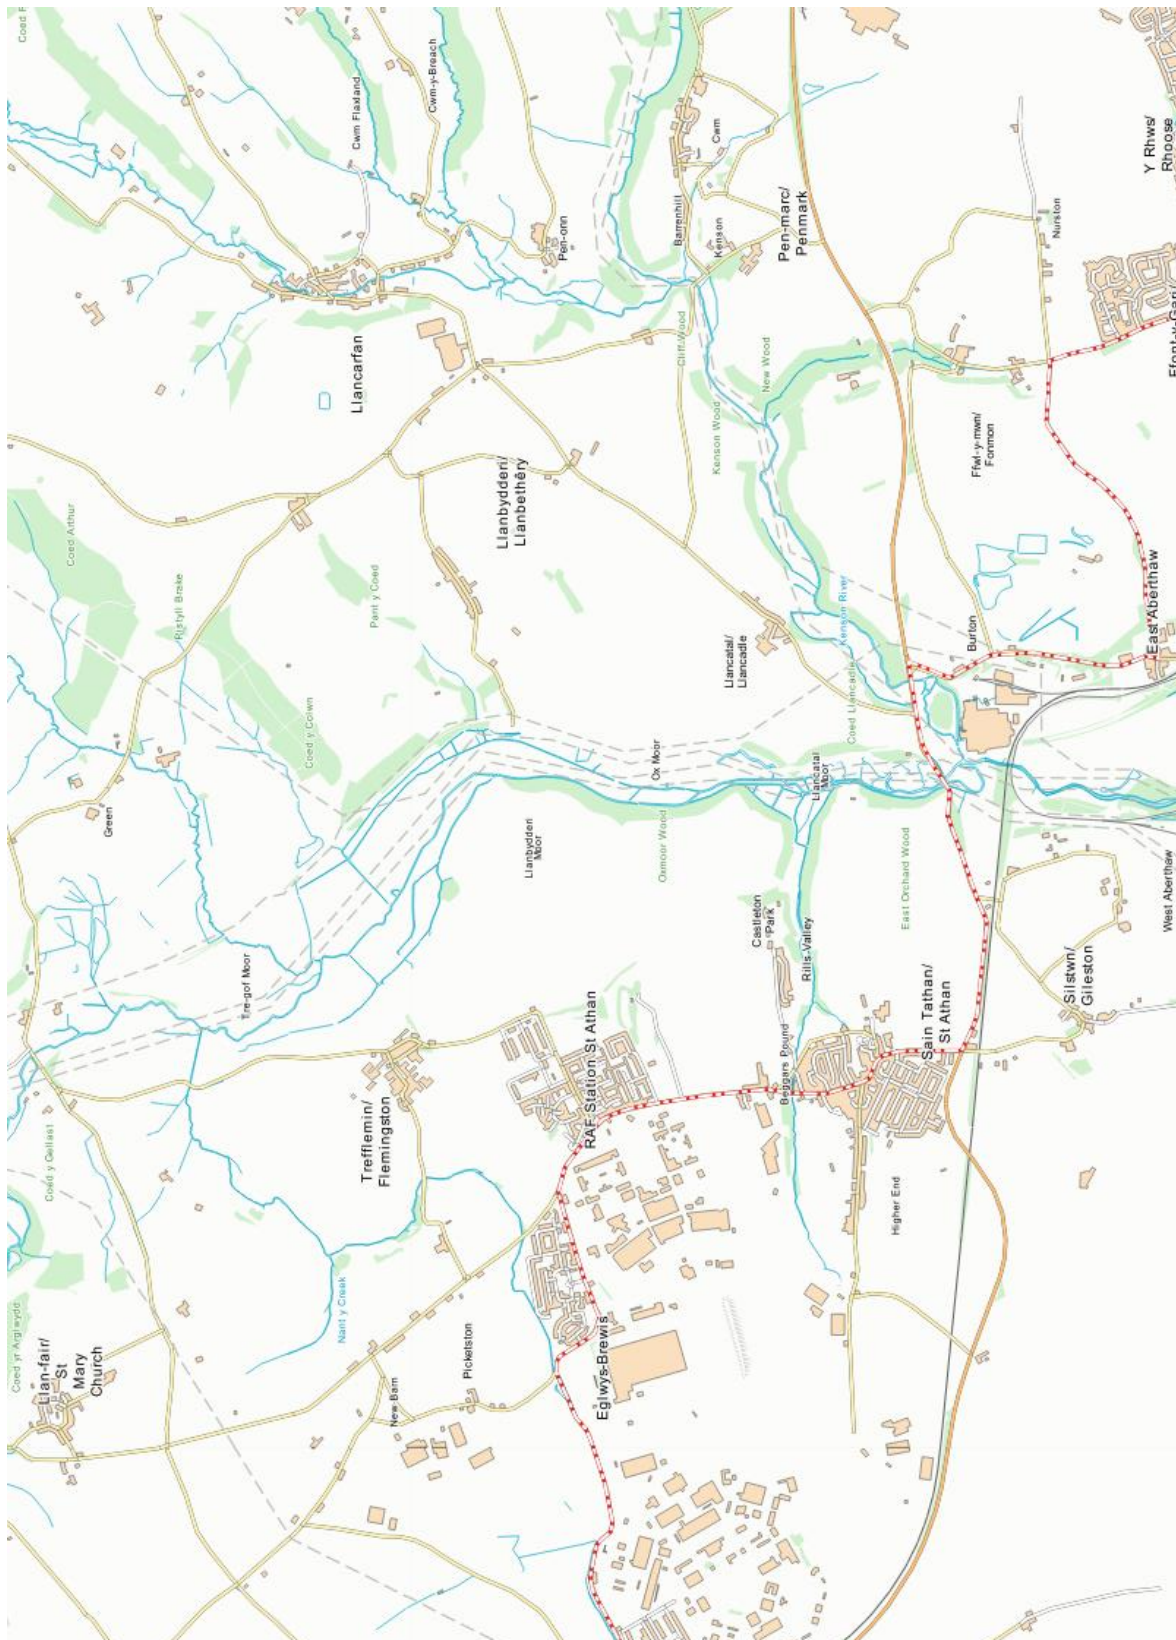 Coed yr Arglwydd
Llan-fair/
St
Mary
Church
Coed y Gellast
Nant y Creek
New Barn
Picketston
Eglwys-Brewis
Trefflemin/
Flemingston
RAF Station St Athan
Tre-gof Moor
Green
Coed y Colwn
Pistyll Brake
Coed Arthur
Pant y Coed
Llanbydderi
Moor
Llanbydderi/
Llanbethery
Llancarfan
Cwm Flaxland
Cwm-y-Breach
Pen-onn
Oxmoor Wood
Ox Moor
Castleton
Park
Rills-Valley
Beggars Pound
Higher End
Sain Tathan/
St Athan
East Orchard Wood
Llancatal
Moor
Coed Llancadle
Llancatal/
Llancadle
Kenson River
Kenson Wood
Cliff Wood
New Wood
Barrenhill
Kenson
Cwm
Pen-marc/
Penmark
Burton
Ffwl-y-mwn/
Fonmon
Nurston
Y Rhws/
Rhoose
East Aberthaw
West Aberthaw
Silstwn/
Gileston